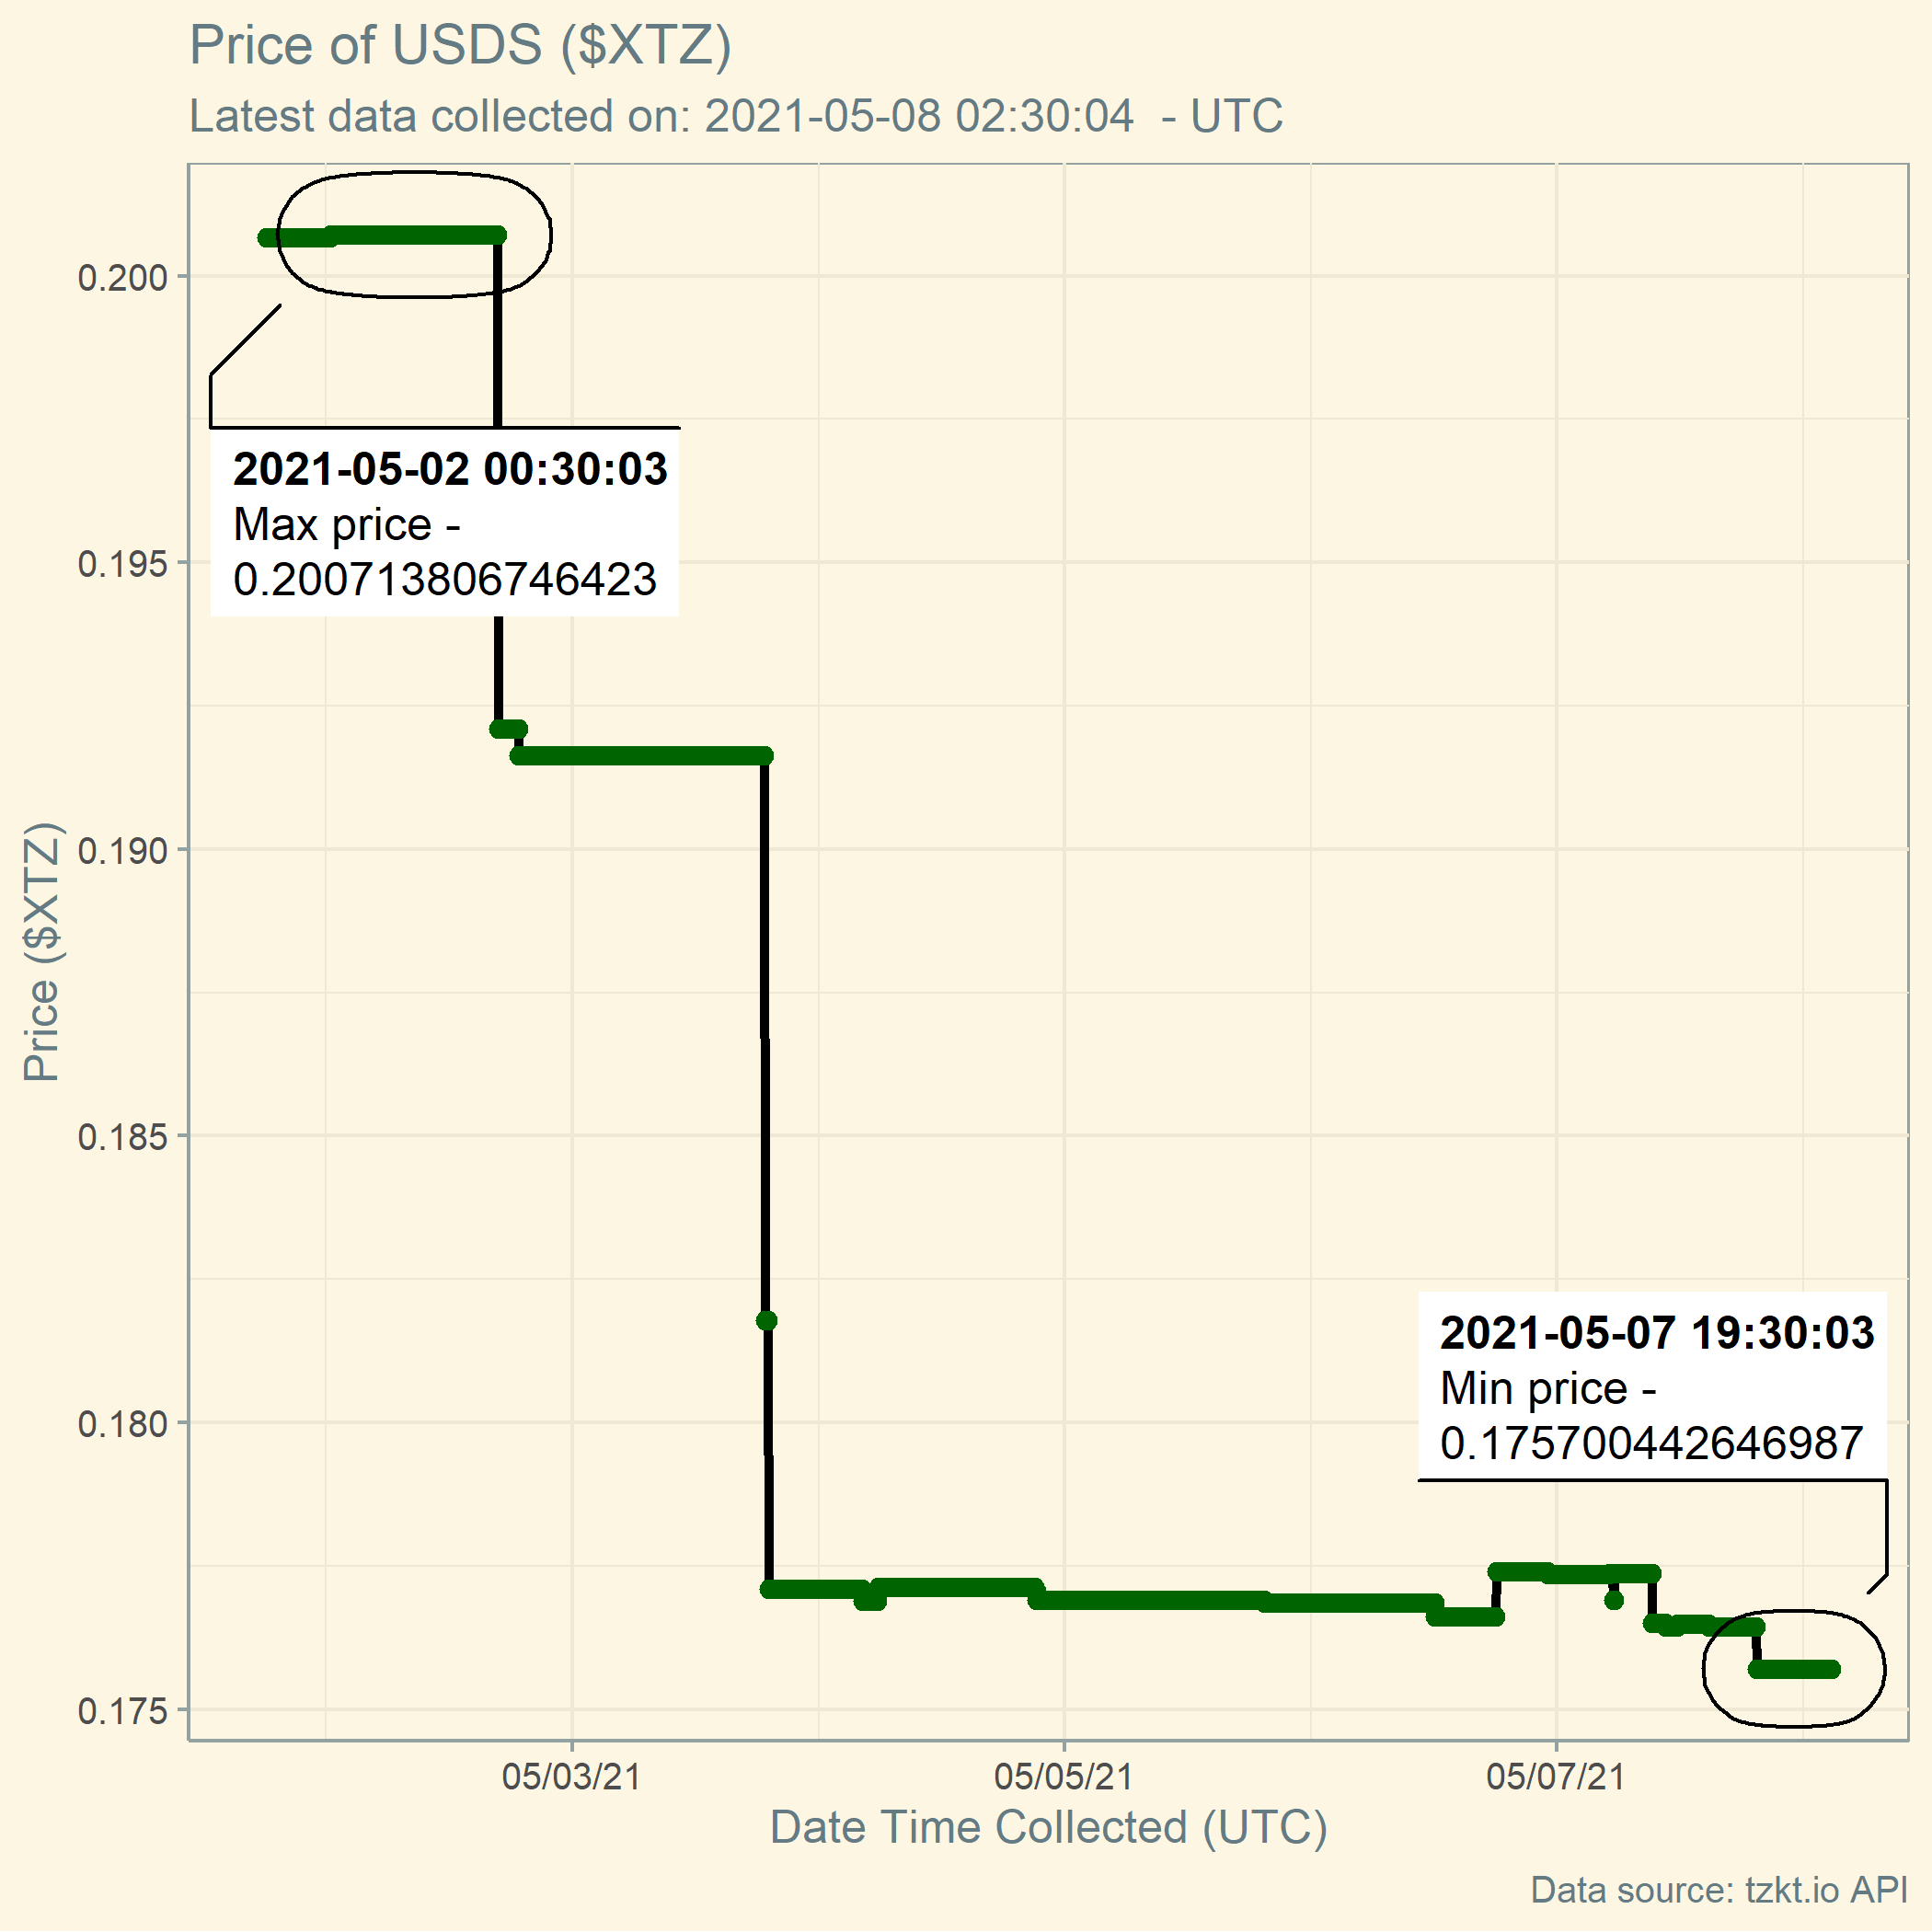 Price of USDS ($XTZ)
Latest data collected on: 2021-05-08 02:30:04  - UTC
0.200
2021-05-02 00:30:03
Max price -
0.200713806746423
0.195
0.190
Price ($XTZ)
0.185
2021-05-07 19:30:03
Min price -
0.175700442646987
0.180
0.175
05/03/21
05/05/21
05/07/21
Date Time Collected (UTC)
Data source: tzkt.io API